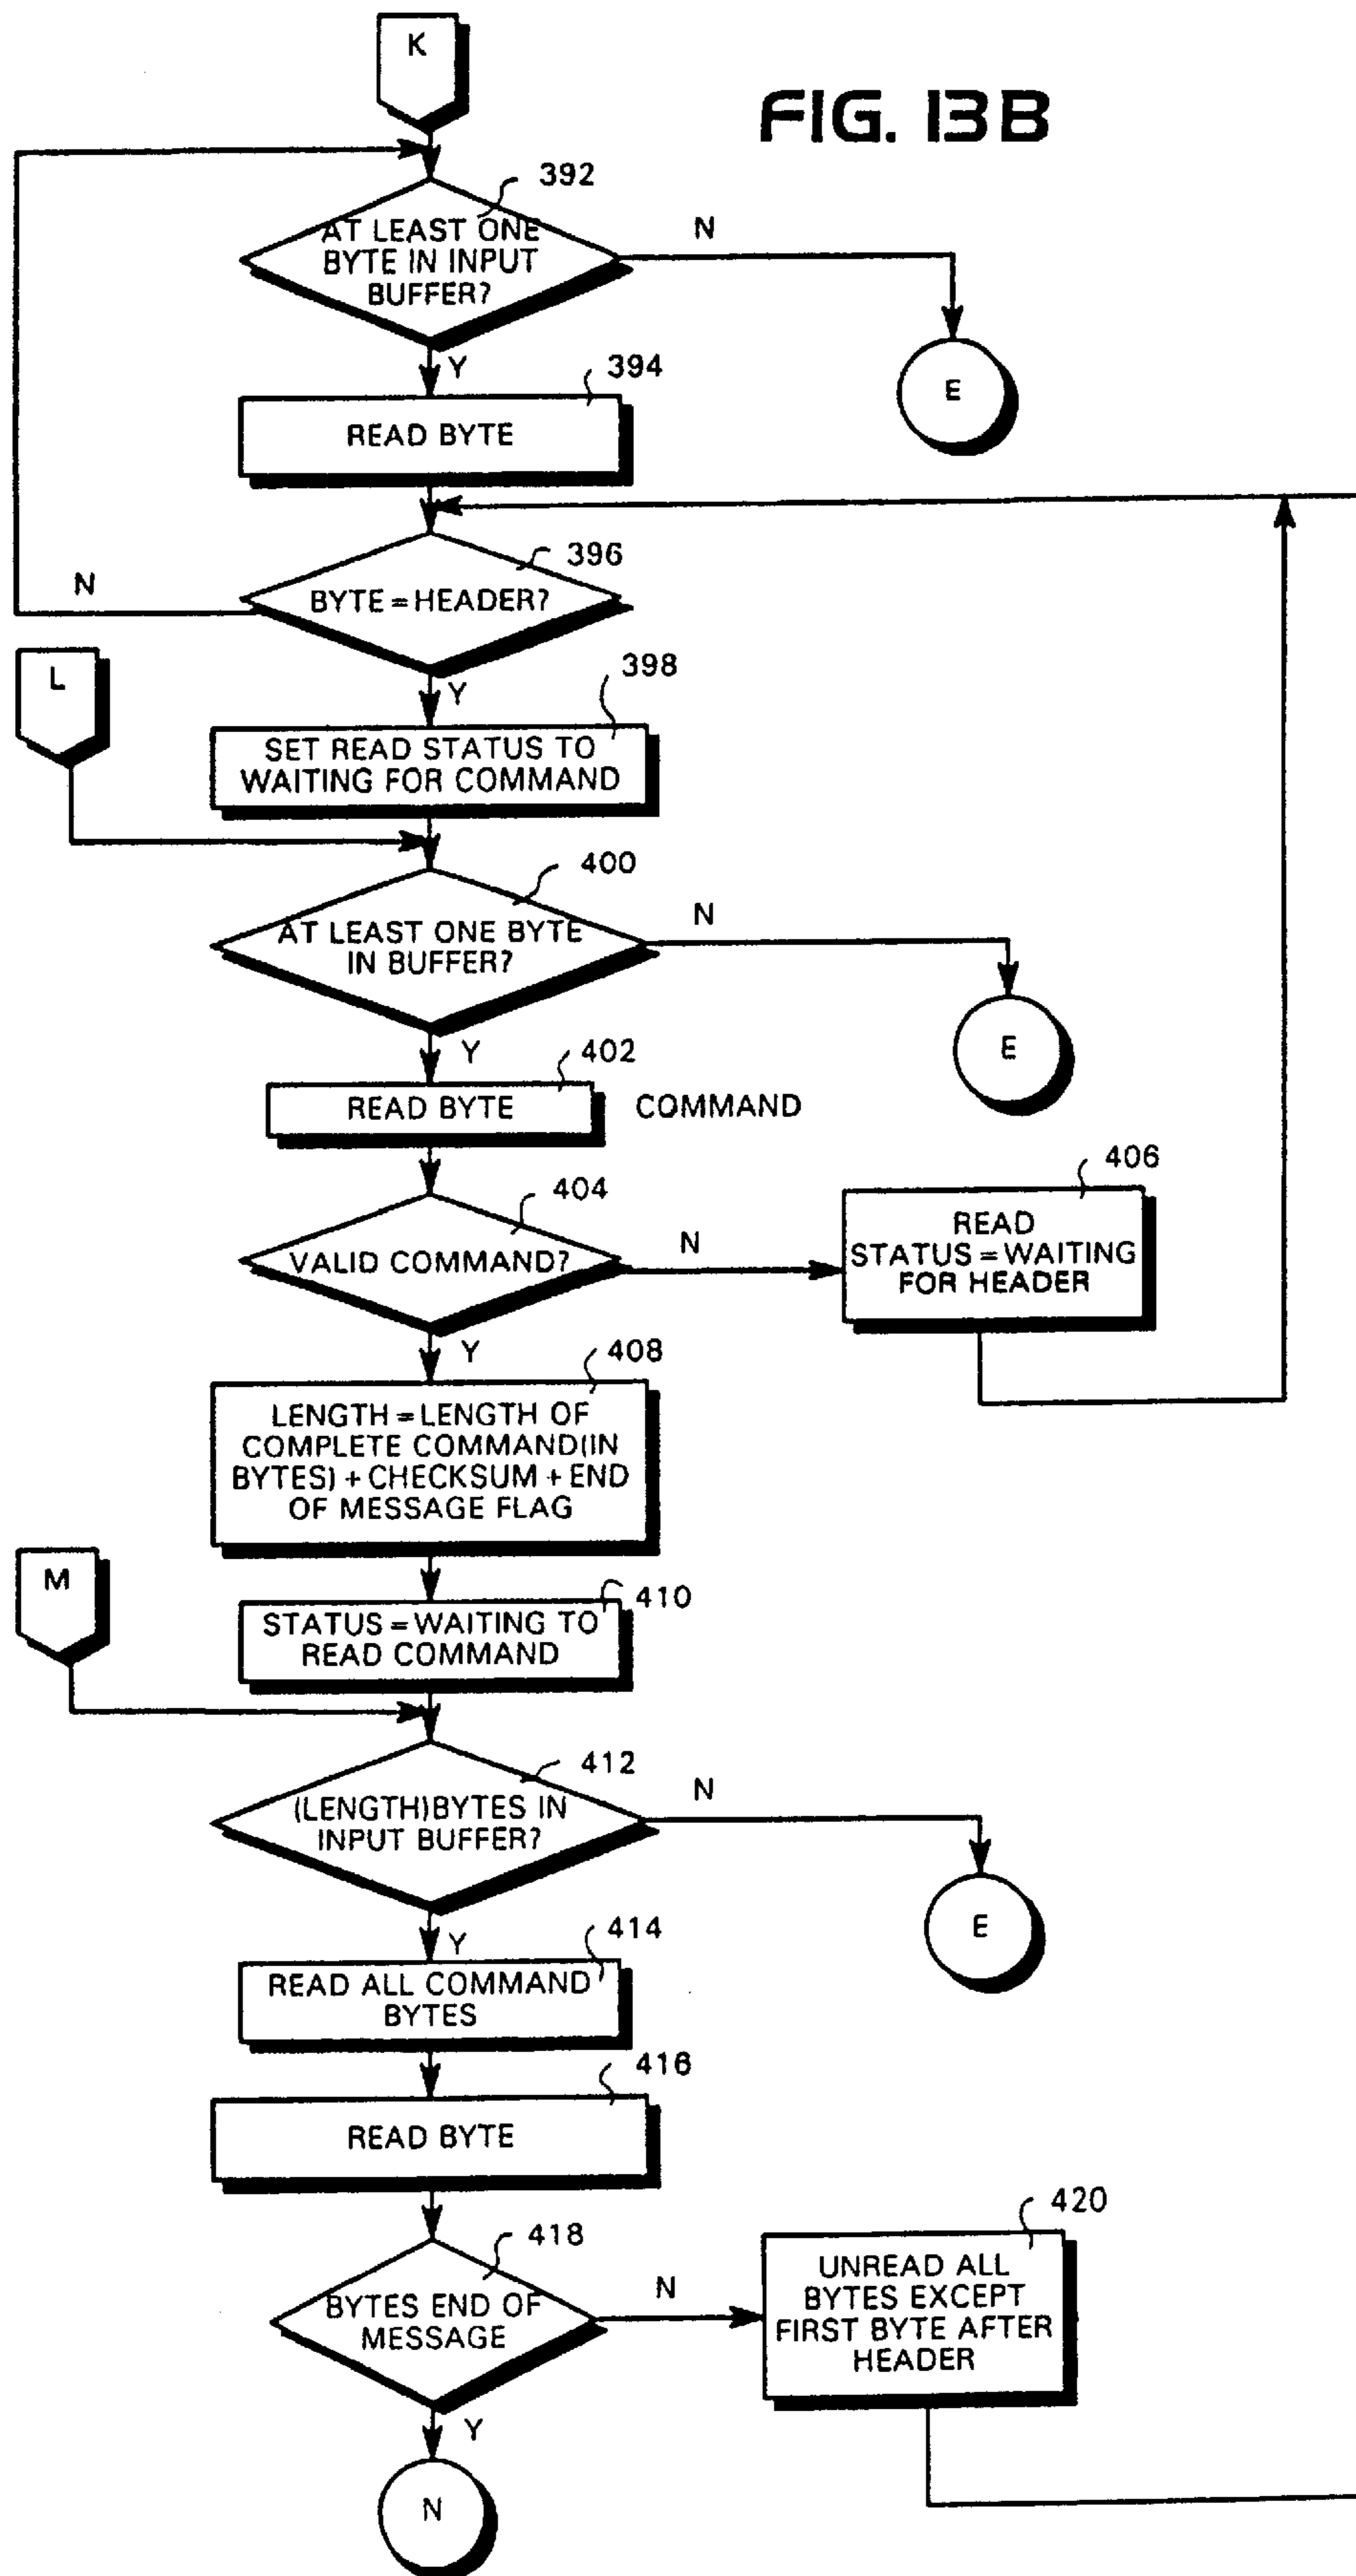 K
FIG. 13B
392
AT LEAST ONE
BYTE IN INPUT
BUFFER?
N
Y
E
394
READ BYTE
396
BYTE=HEADER?
N
Y
L
398
SET READ STATUS TO
WAITING FOR COMMAND
400
AT LEAST ONE BYTE
IN BUFFER?
N
Y
E
402
READ BYTE
COMMAND
404
VALID COMMAND?
N
Y
406
READ
STATUS=WAITING
FOR HEADER
408
LENGTH=LENGTH OF
COMPLETE COMMAND(IN
BYTES)+CHECKSUM+END
OF MESSAGE FLAG
M
410
STATUS=WAITING TO
READ COMMAND
412
(LENGTH)BYTES IN
INPUT BUFFER?
N
Y
E
414
READ ALL COMMAND
BYTES
416
READ BYTE
418
BYTES END OF
MESSAGE
N
Y
420
UNREAD ALL
BYTES EXCEPT
FIRST BYTE AFTER
HEADER
N